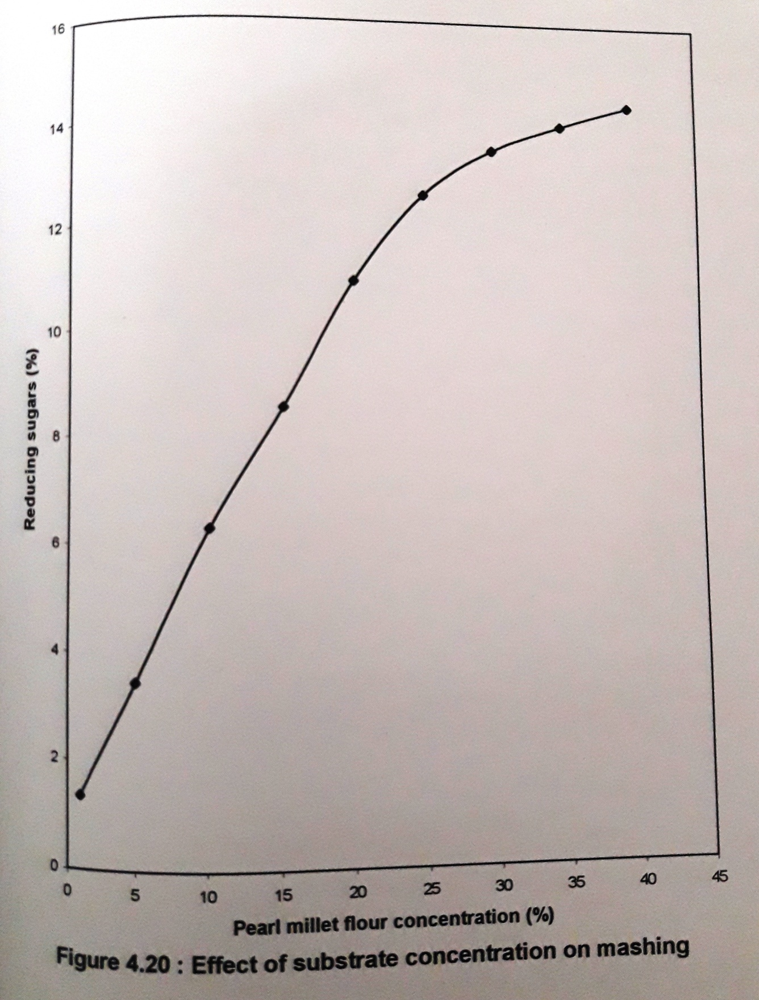 16
14
12
10
8
6
4
2
0
Reducing sugars (%)
0 5 10 15 20 25 30 35 40 45
Pearl millet flour concentration (%)
Figure 4.20 : Effect of substrate concentration on mashing